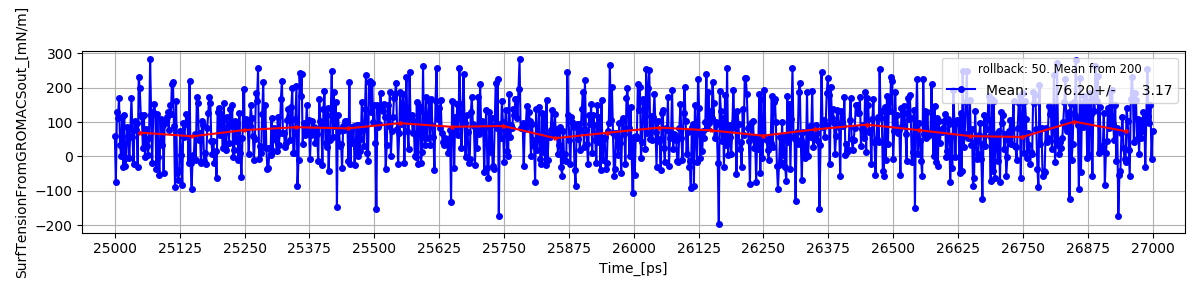 SurfTensionFromGROMACSout_[mN/m]
300
200
100
0
−100
−200
rollback: 50. Mean from 200
Mean: 76.20+/- 3.17
25000 25125 25250 25375 25500 25625 25750 25875 26000 26125 26250 26375 26500 26625 26750 26875 27000
Time_[ps]